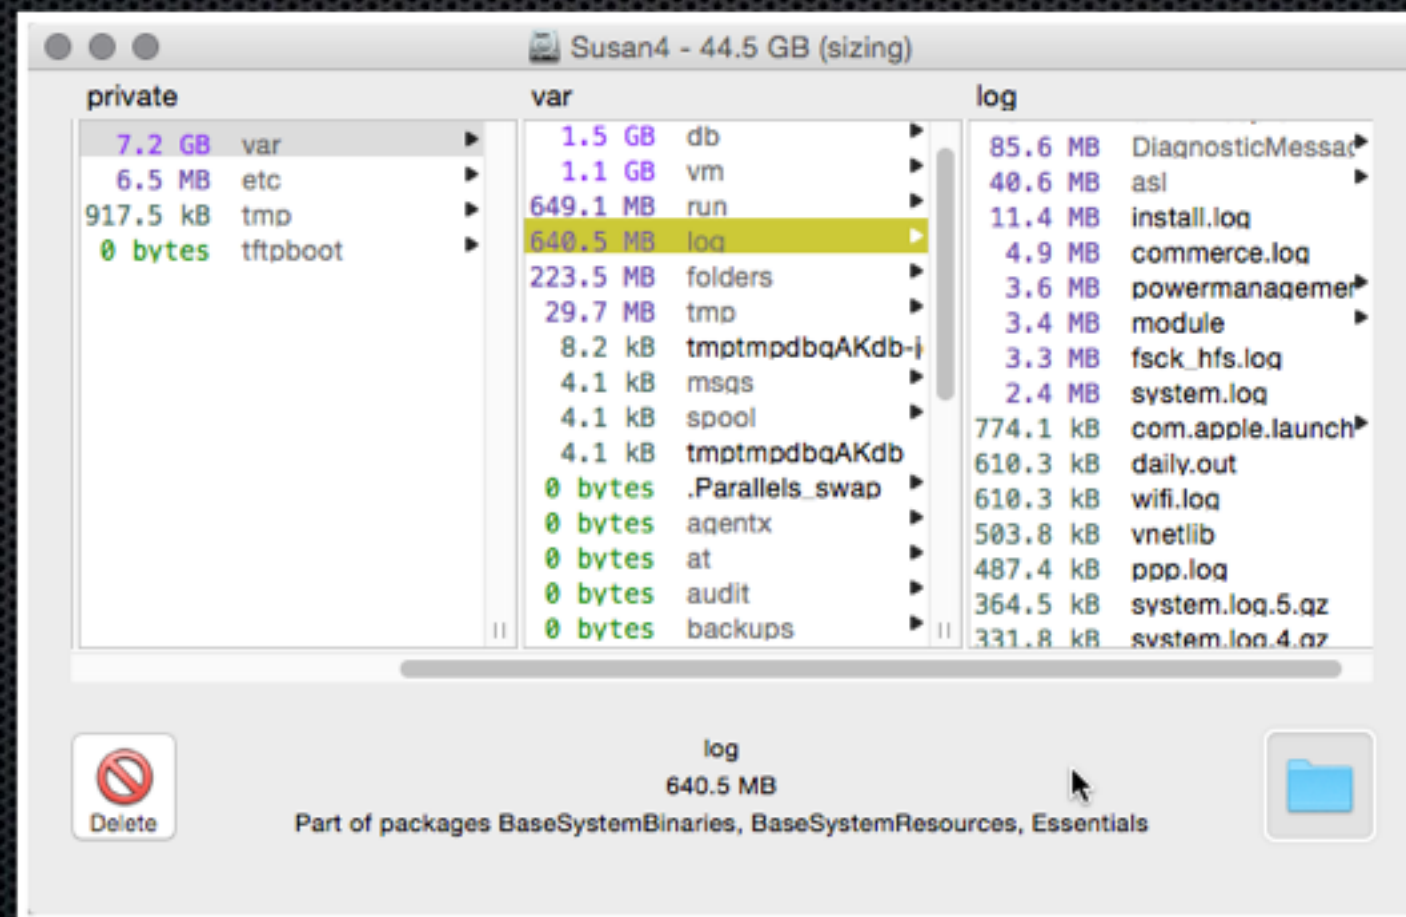 Susan4 - 44.5 GB (sizing)
private
7.2 GB var
6.5 MB etc
917.5 kB tmp
0 bytes tftpboot
var
1.5 GB db
1.1 GB vm
649.1 MB run
640.5 MB log
223.5 MB folders
29.7 MB tmp
8.2 kB
4.1 kB msgs
4.1 kB spool
4.1 kB tmptmpdbqAKdb
0 bytes .Parallels_swap
0 bytes agentx
0 bytes at
0 bytes audit
0 bytes backups
log
85.6 MB DiagnosticMessag
40.6 MB asl
11.4 MB install.log
4.9 MB commerce.log
3.6 MB powermanagemen
3.4 MB module
3.3 MB fsck_hfs.log
2.4 MB system.log
774.1 kB com.apple.launch
610.3 kB daily.out
610.3 kB wifi.log
503.8 kB vnetlib
487.4 kB ppp.log
364.5 kB system.log.5.gz
331.8 kB system.log.4.gz
Delete
log
640.5 MB
Part of packages BaseSystemBinaries, BaseSystemResources, Essentials